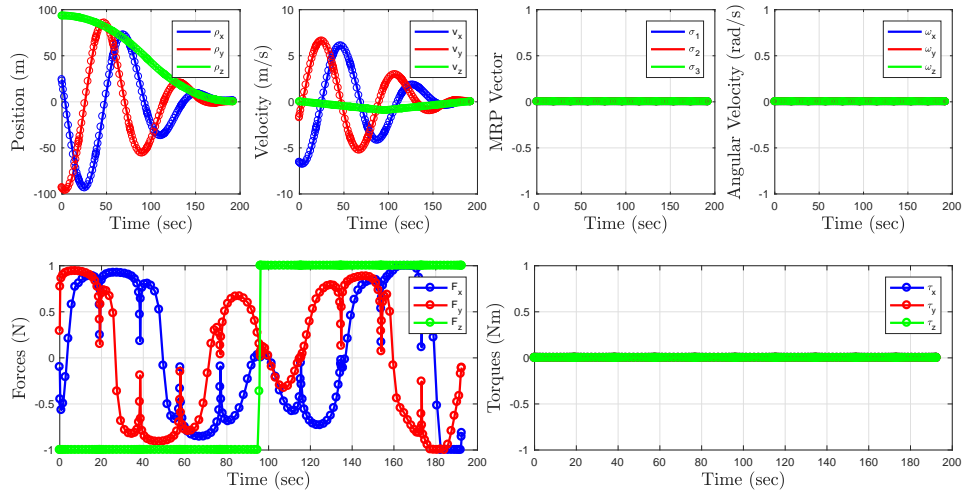 Position (m)
100
50
0
-50
-100
0 50 100 150 200
Time (sec)
ρx
ρy
ρz
Velocity (m/s)
10
5
0
-5
-10
0 50 100 150 200
Time (sec)
vx
vy
vz
MRP Vector
1
0.5
0
-0.5
-1
0 50 100 150 200
Time (sec)
σ1
σ2
σ3
Angular Velocity (rad/s)
1
0.5
0
-0.5
-1
0 50 100 150 200
Time (sec)
ωx
ωy
ωz
Forces (N)
1
0.5
0
-0.5
-1
0 20 40 60 80 100 120 140 160 180 200
Time (sec)
Fx
Fy
Fz
Torques (Nm)
1
0.5
0
-0.5
-1
0 20 40 60 80 100 120 140 160 180 200
Time (sec)
τx
τy
τz